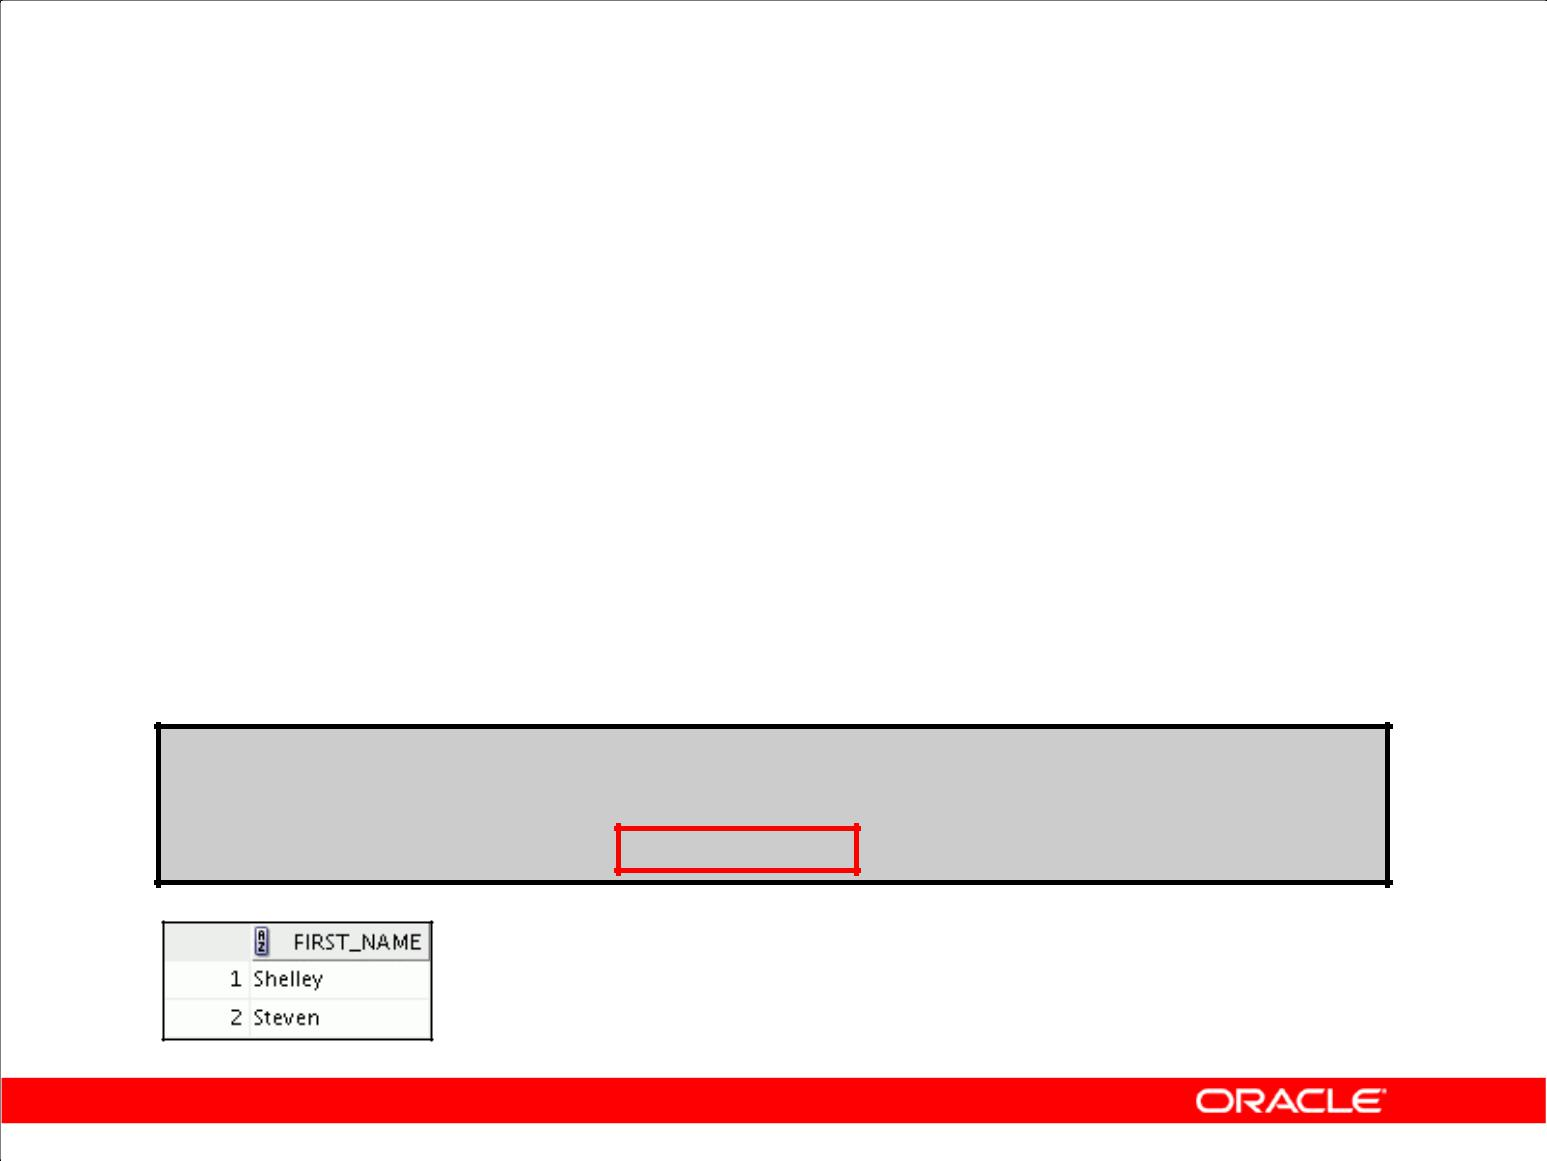 A Z FIRST_NAME
1 Shelley
2 Steven
ORACLE